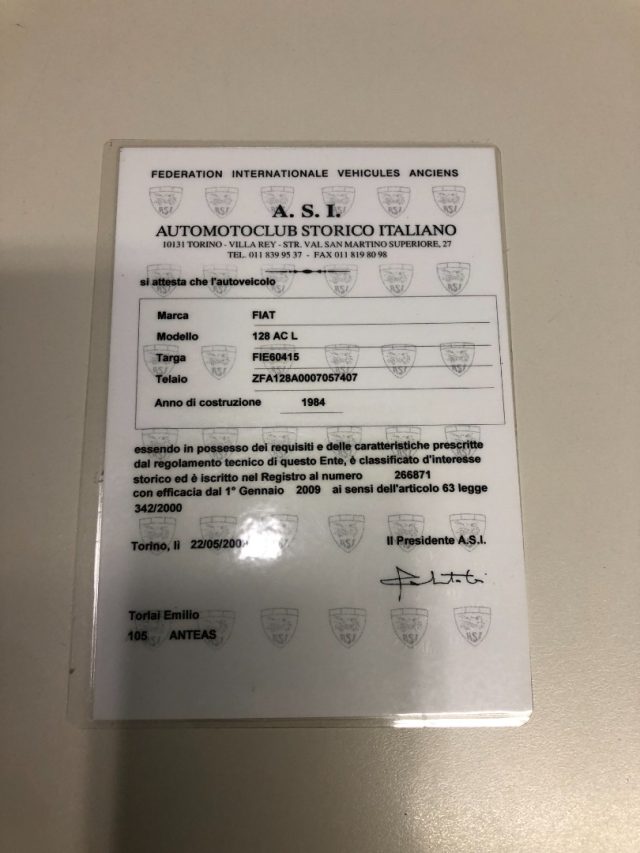 FEDERATION INTERNATIONALE VEHICULES ANCIENS
A. S. I.
AUTOMOTOCLUB STORICO ITALIANO
10131 TORINO - VILLA REY - STR. VAL SAN MARTINO SUPERIORE, 27
TEL. 011 839 95 37 - FAX 011 819 80 98
si attesta che l'autoveicolo
Marca FIAT
Modello 128 AC L
Targa FIE60415
Telaio ZFA128A0007057407
Anno di costruzione 1984
essendo in possesso dei requisiti e delle caratteristiche prescritte
dal regolamento tecnico di questo Ente, è classificato d'interesse
storico ed è iscritto nel Registro al numero 266871
con efficacia dal 1° Gennaio 2009 ai sensi dell'articolo 63 legge
342/2000
Torino, lì 22/05/200 Il Presidente A.S.I.
Torlai Emilio
105 ANTEAS